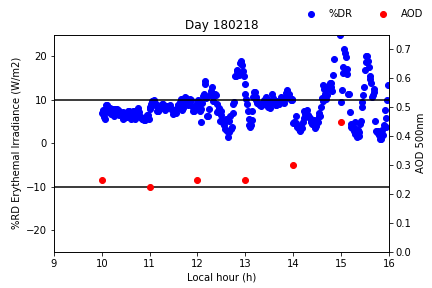 %DR AOD
Day 180218
%RD Erythemal Irradiance (W/m2)
20
10
0
−10
−20
0.7
0.6
0.5
0.4
0.3
0.2
0.1
0.0
AOD 500nm
9 10 11 12 13 14 15 16
Local hour (h)